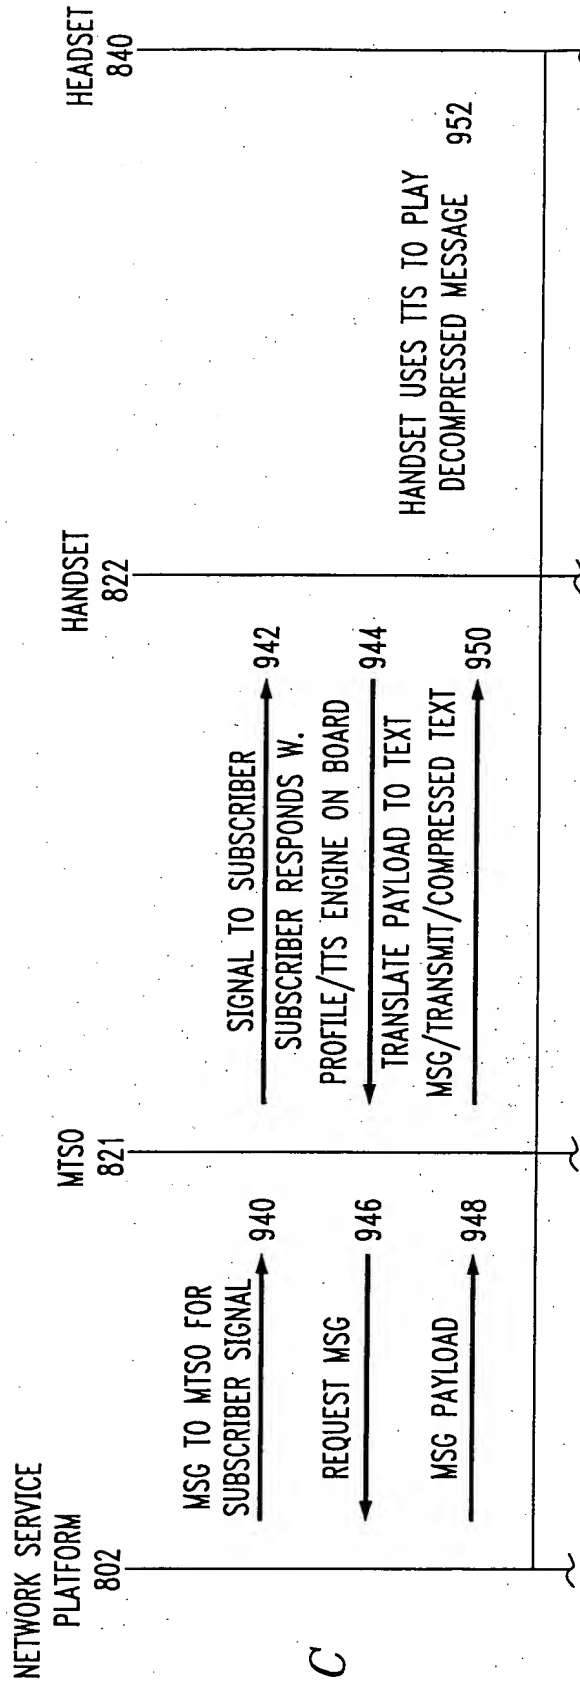 NETWORK SERVICE
PLATFORM
802
MTSO
821
HANDSET
822
HEADSET
840
C
MSG TO MTSO FOR
SUBSCRIBER SIGNAL
940
SIGNAL TO SUBSCRIBER
942
SUBSCRIBER RESPONDS W.
PROFILE/TTS ENGINE ON BOARD
944
REQUEST MSG
946
MSG PAYLOAD
948
TRANSLATE PAYLOAD TO TEXT
MSG/TRANSMIT/COMPRESSED TEXT
950
HANDSET USES TTS TO PLAY
DECOMPRESSED MESSAGE
952